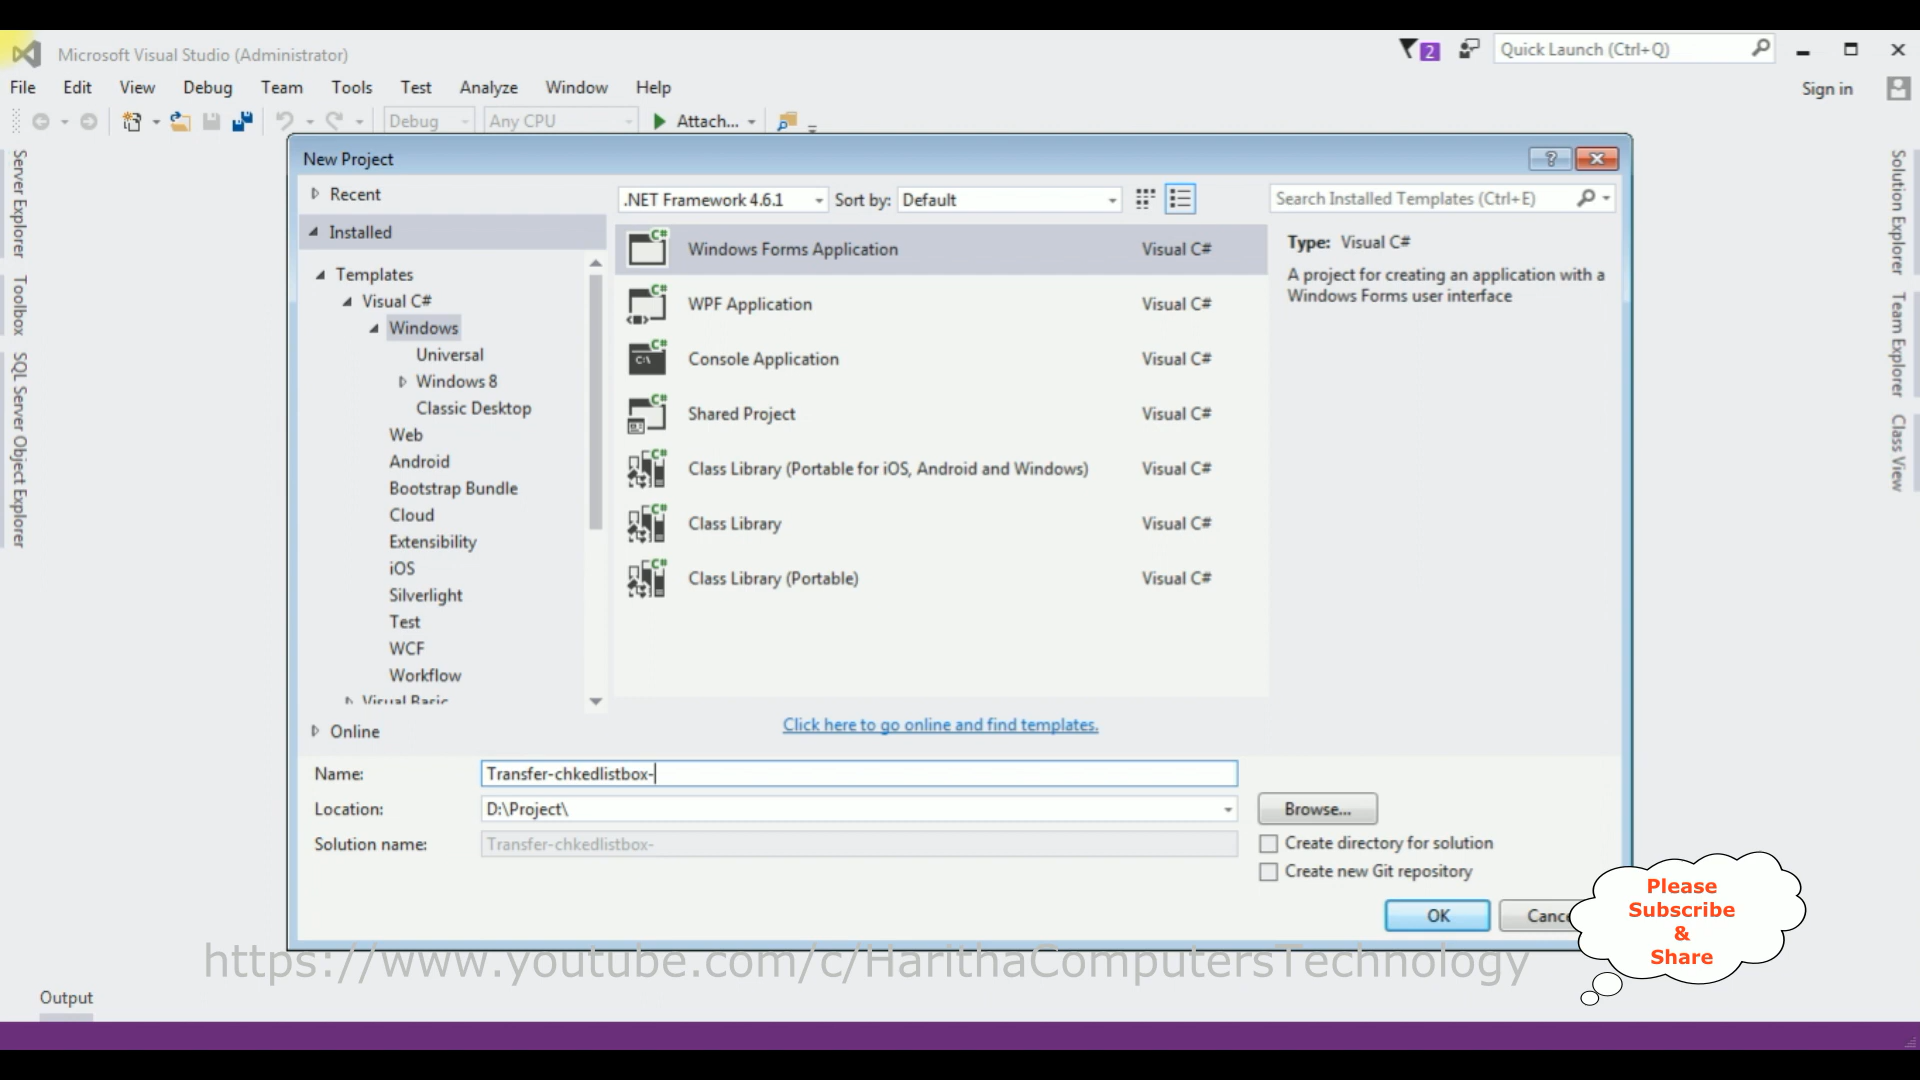 Microsoft Visual Studio (Administrator)
2
Quick Launch (Ctrl+Q)
File Edit View Debug Team Tools Test Analyze Window Help
Sign in
Debug Any CPU Attach...
Server Explorer
Toolbox
SQL Server Object Explorer
New Project
?
Recent
.NET Framework 4.6.1 Sort by: Default
Search Installed Templates (Ctrl+E)
Installed
Templates
Visual C#
Windows
Universal
Windows 8
Classic Desktop
Web
Android
Bootstrap Bundle
Cloud
Extensibility
iOS
Silverlight
Test
WCF
Workflow
Visual Basic
Online
Windows Forms Application Visual C#
WPF Application Visual C#
Console Application Visual C#
Shared Project Visual C#
Class Library (Portable for iOS, Android and Windows) Visual C#
Class Library Visual C#
Class Library (Portable) Visual C#
Click here to go online and find templates.
Type: Visual C#
A project for creating an application with a
Windows Forms user interface
Name: Transfer-chkedlistbox-
Location: D:\Project\ Browse...
Solution name: Transfer-chkedlistbox-
Create directory for solution
Create new Git repository
OK Cance
Solution Explorer
Team Explorer
Class View
Please
Subscribe
&
Share
https://www.youtube.com/c/HarithaComputersTechnology
Output